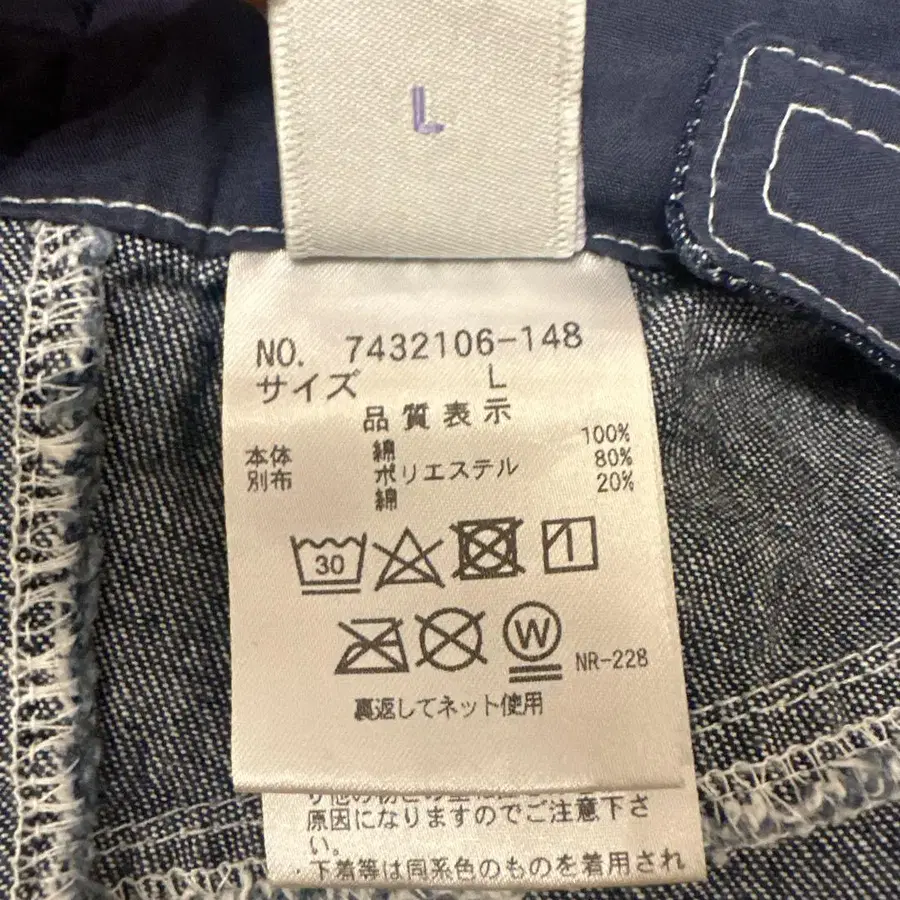 L
NO. 7432106-148
サイズ L
品質表示
本体 綿 100%
別布 ポリエステル 80%
綿 20%
30
W
NR-228
裏返してネット使用
原因になりますのでご注意下さ
い。
・下着等は同系色のものを着用され